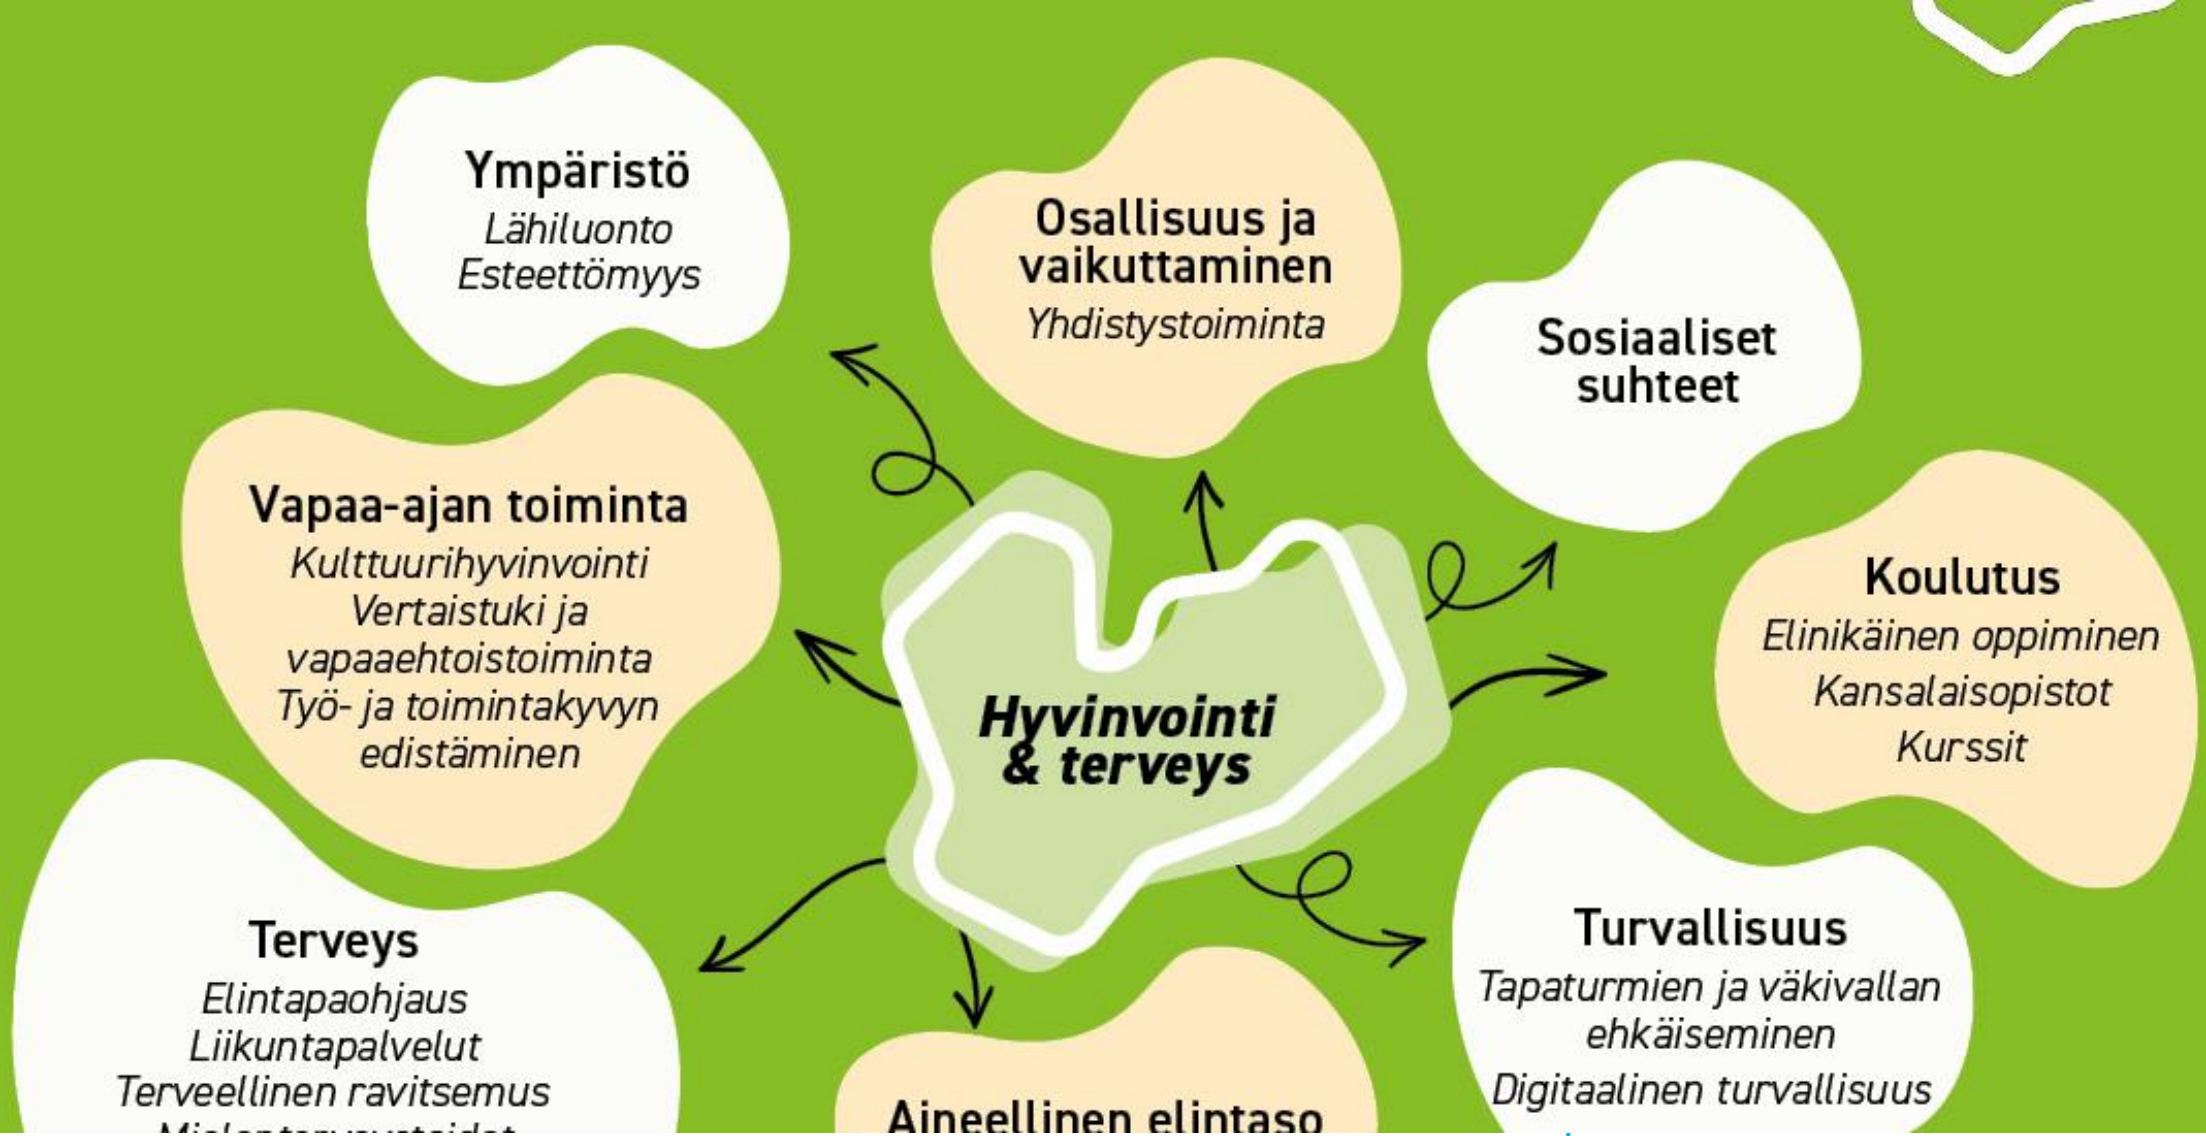 Ympäristö
Lähiluonto
Esteettömyys
Osallisuus ja
vaikuttaminen
Yhdistystoiminta
Sosiaaliset
suhteet
Vapaa-ajan toiminta
Kulttuurihyvinvointi
Vertaistuki ja
vapaaehtoistoiminta
Työ- ja toimintakyvyn
edistäminen
Hyvinvointi
& terveys
Koulutus
Elinikäinen oppiminen
Kansalaisopistot
Kurssit
Terveys
Elintapaohjaus
Liikuntapalvelut
Terveellinen ravitsemus
Aineellinen elintaso
Turvallisuus
Tapaturmien ja väkivallan
ehkäiseminen
Digitaalinen turvallisuus